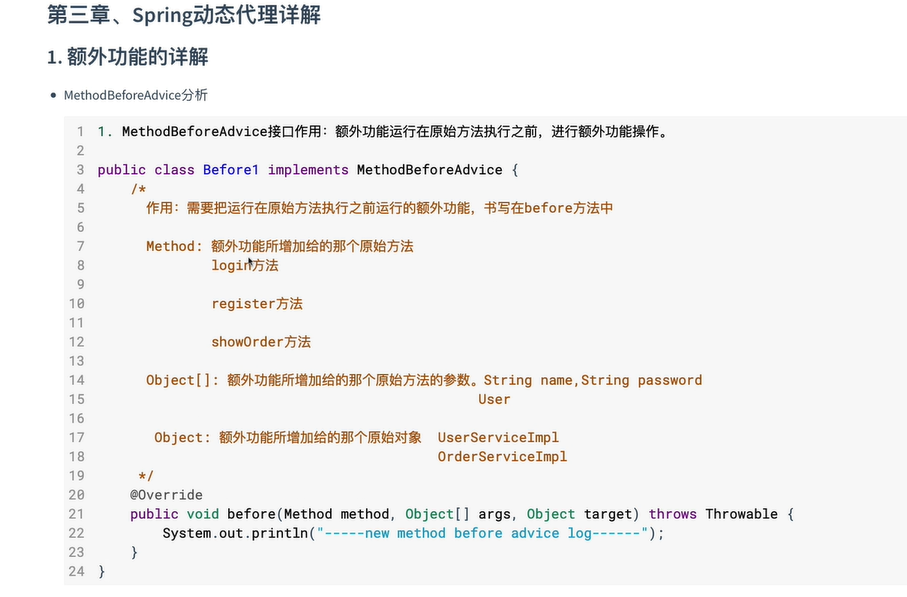 第三章、Spring动态代理详解
1. 额外功能的详解
• MethodBeforeAdvice分析
1 1. MethodBeforeAdvice接口作用：额外功能运行在原始方法执行之前，进行额外功能操作。
2
3 public class Before1 implements MethodBeforeAdvice {
4 /*
5 作用：需要把运行在原始方法执行之前运行的额外功能，书写在before方法中
6
7 Method: 额外功能所增加给的那个原始方法
8 login方法
9
10 register方法
11
12 showOrder方法
13
14 Object[]: 额外功能所增加给的那个原始方法的参数。String name,String password
15 User
16
17 Object: 额外功能所增加给的那个原始对象 UserServiceImpl
18 OrderServiceImpl
19 */
20 @Override
21 public void before(Method method, Object[] args, Object target) throws Throwable {
22 System.out.println("-----new method before advice log------");
23 }
24 }